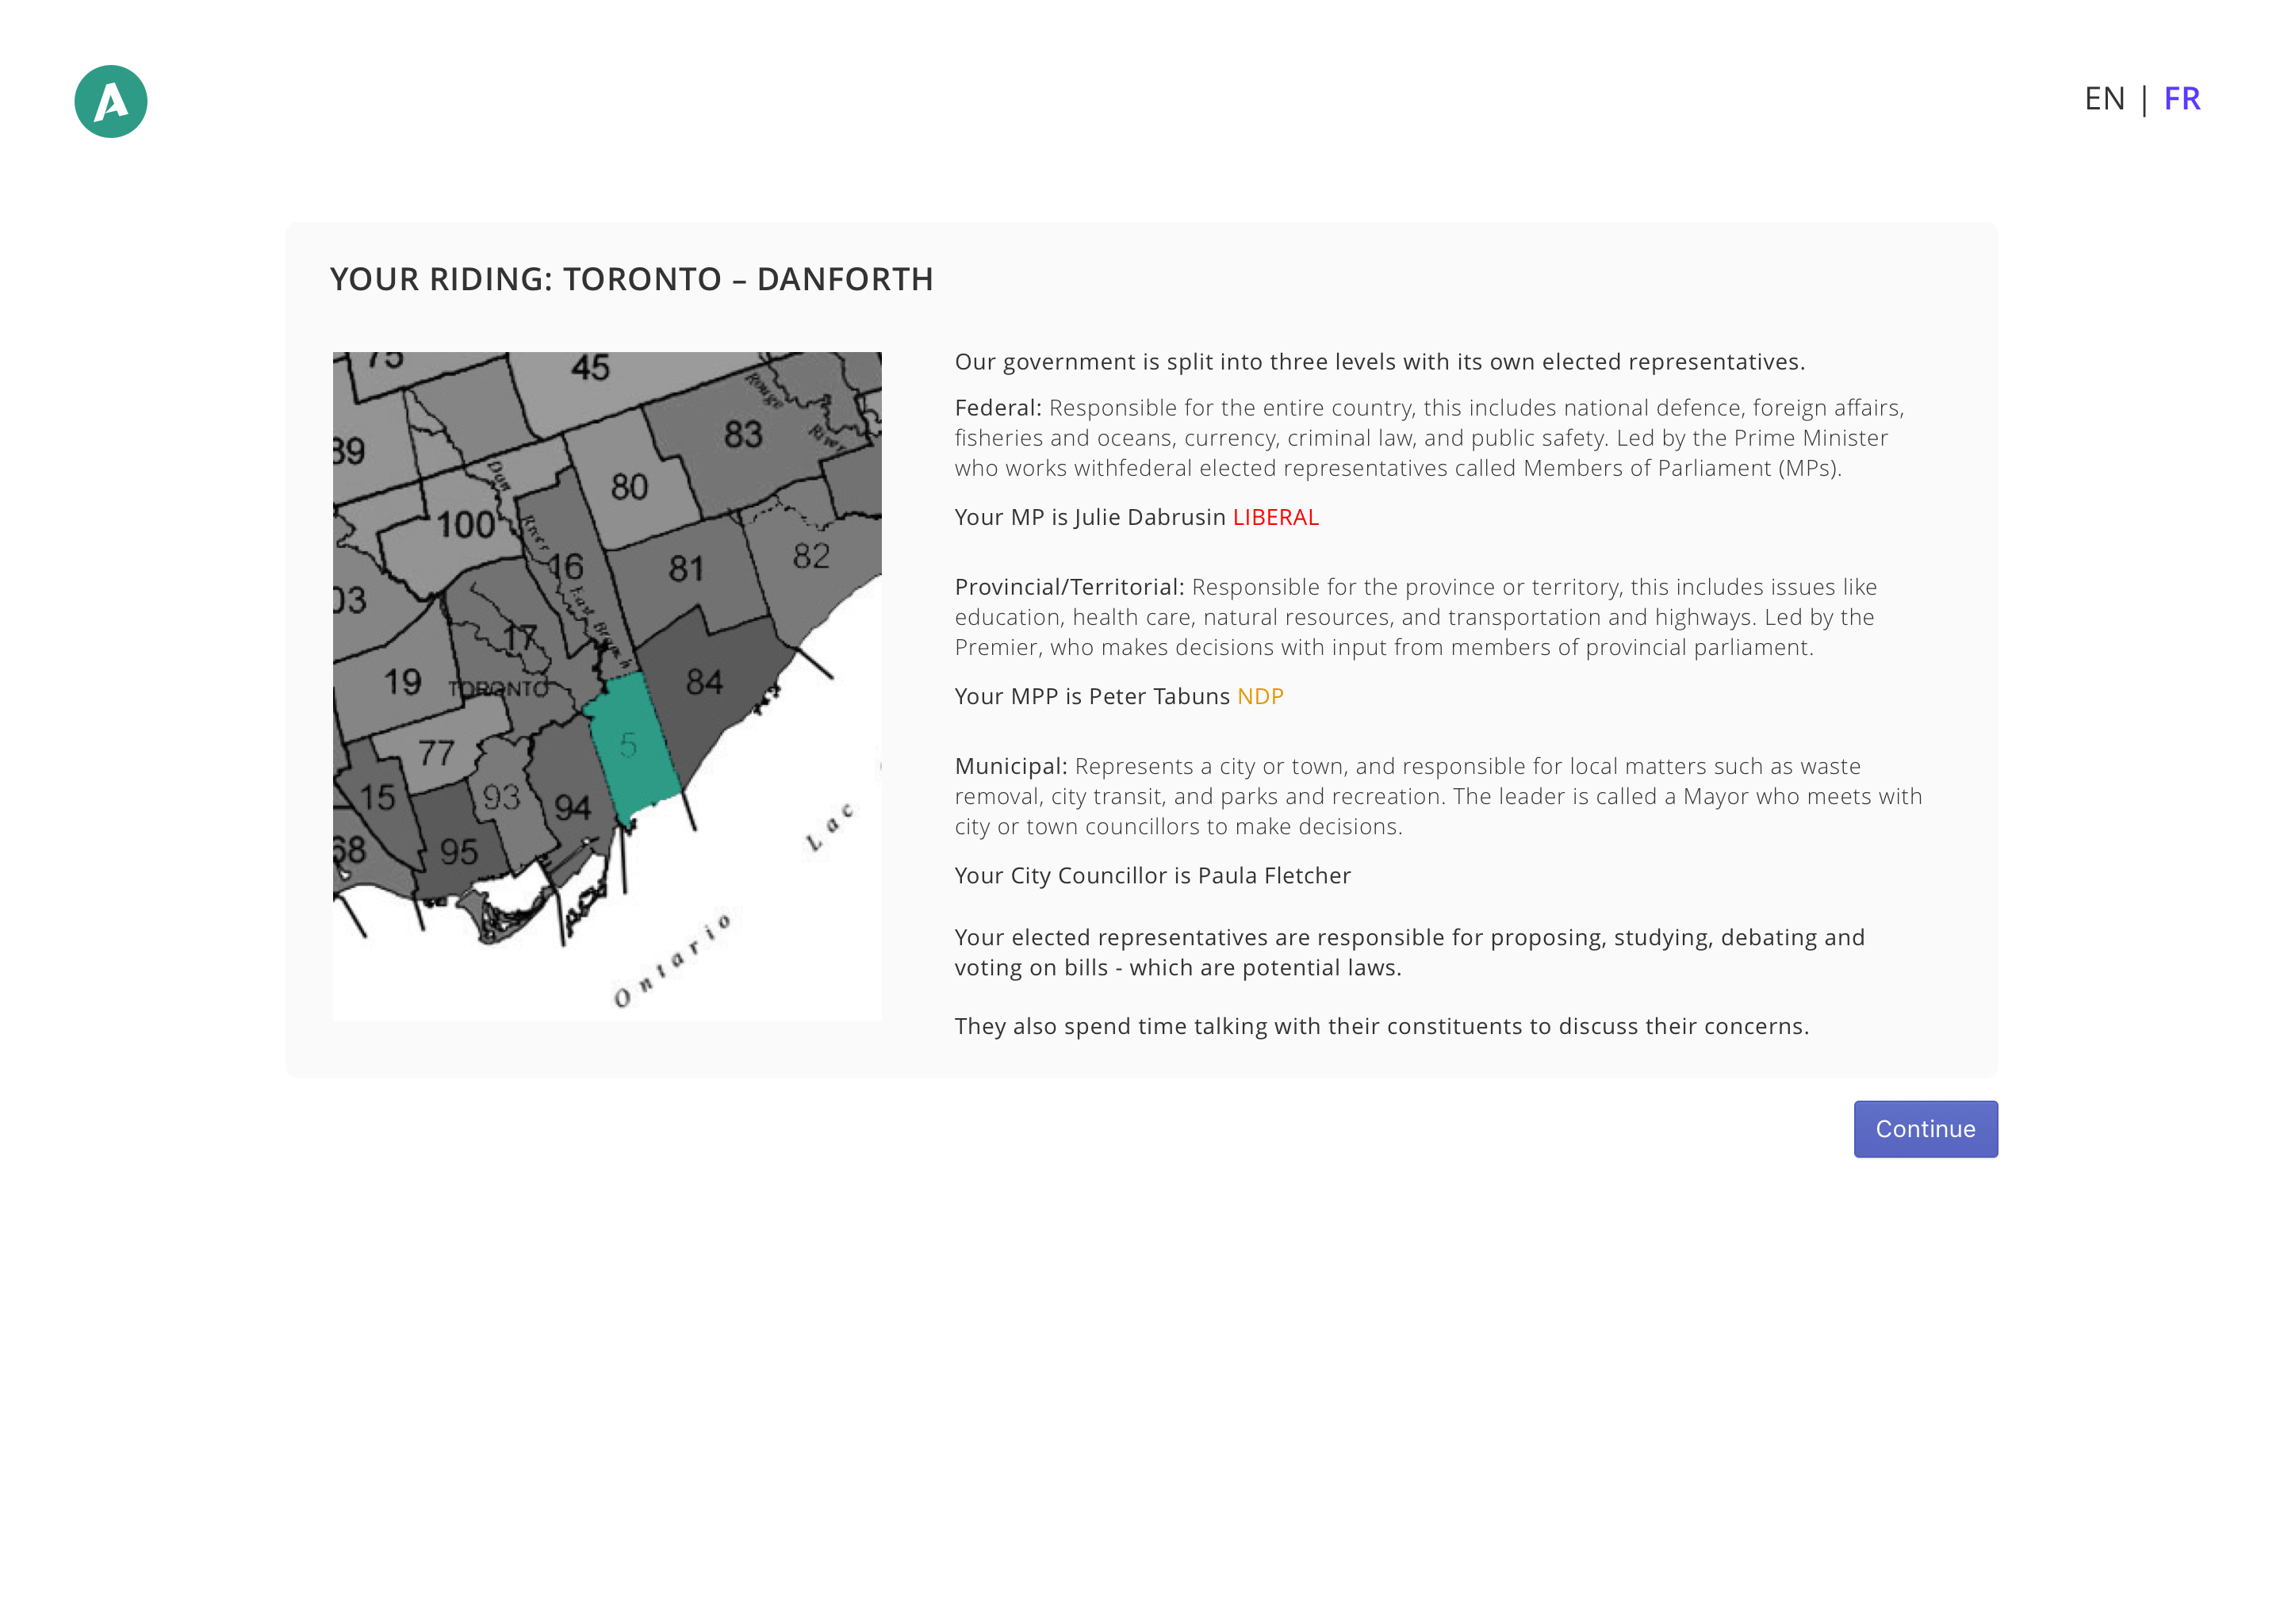 A
EN | FR
YOUR RIDING: TORONTO – DANFORTH
75
45
89
83
Rouge
River
80
Don
River
100
16
81
82
East Branch
03
17
19
TORONTO
84
77
5
15
93
94
68
95
Lac
Ontario
Our government is split into three levels with its own elected representatives.
Federal: Responsible for the entire country, this includes national defence, foreign affairs,
fisheries and oceans, currency, criminal law, and public safety. Led by the Prime Minister
who works withfederal elected representatives called Members of Parliament (MPs).
Your MP is Julie Dabrusin LIBERAL
Provincial/Territorial: Responsible for the province or territory, this includes issues like
education, health care, natural resources, and transportation and highways. Led by the
Premier, who makes decisions with input from members of provincial parliament.
Your MPP is Peter Tabuns NDP
Municipal: Represents a city or town, and responsible for local matters such as waste
removal, city transit, and parks and recreation. The leader is called a Mayor who meets with
city or town councillors to make decisions.
Your City Councillor is Paula Fletcher
Your elected representatives are responsible for proposing, studying, debating and
voting on bills - which are potential laws.
They also spend time talking with their constituents to discuss their concerns.
Continue